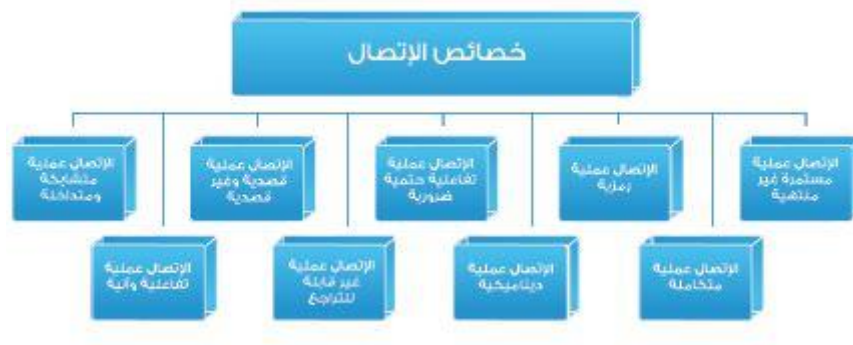 خصائص الإتصال
الإتصال عملية
مستمرة غير
منتهية
الإتصال عملية
رمزية
الإتصال عملية
تفاعلية حتمية
ضرورية
الإتصال عملية
قصدية وغير
قصدية
الإتصال عملية
متشابكة
ومتداخلة
الإتصال عملية
متكاملة
الإتصال عملية
ديناميكية
الإتصال عملية
غير قابلة
للتراجع
الإتصال عملية
تفاعلية وآنية